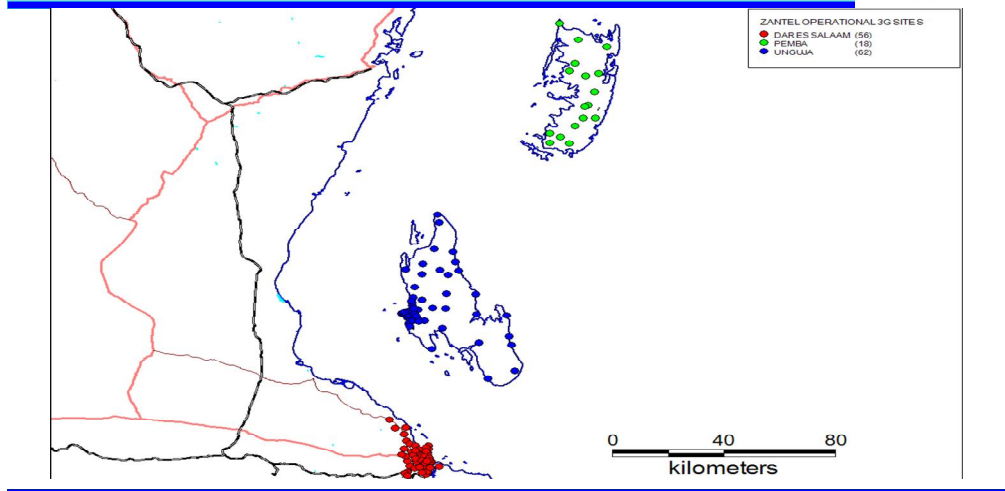 ZANTEL OPERATIONAL 3G SITES
DAR ES SALAAM (56)
PEMBA (18)
UNGUJA (62)
0 40 80
kilometers